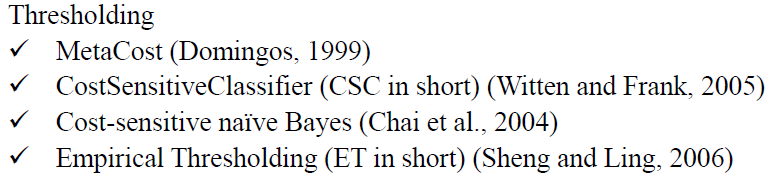 Thresholding
✓ MetaCost (Domingos, 1999)
✓ CostSensitiveClassifier (CSC in short) (Witten and Frank, 2005)
✓ Cost-sensitive naïve Bayes (Chai et al., 2004)
✓ Empirical Thresholding (ET in short) (Sheng and Ling, 2006)